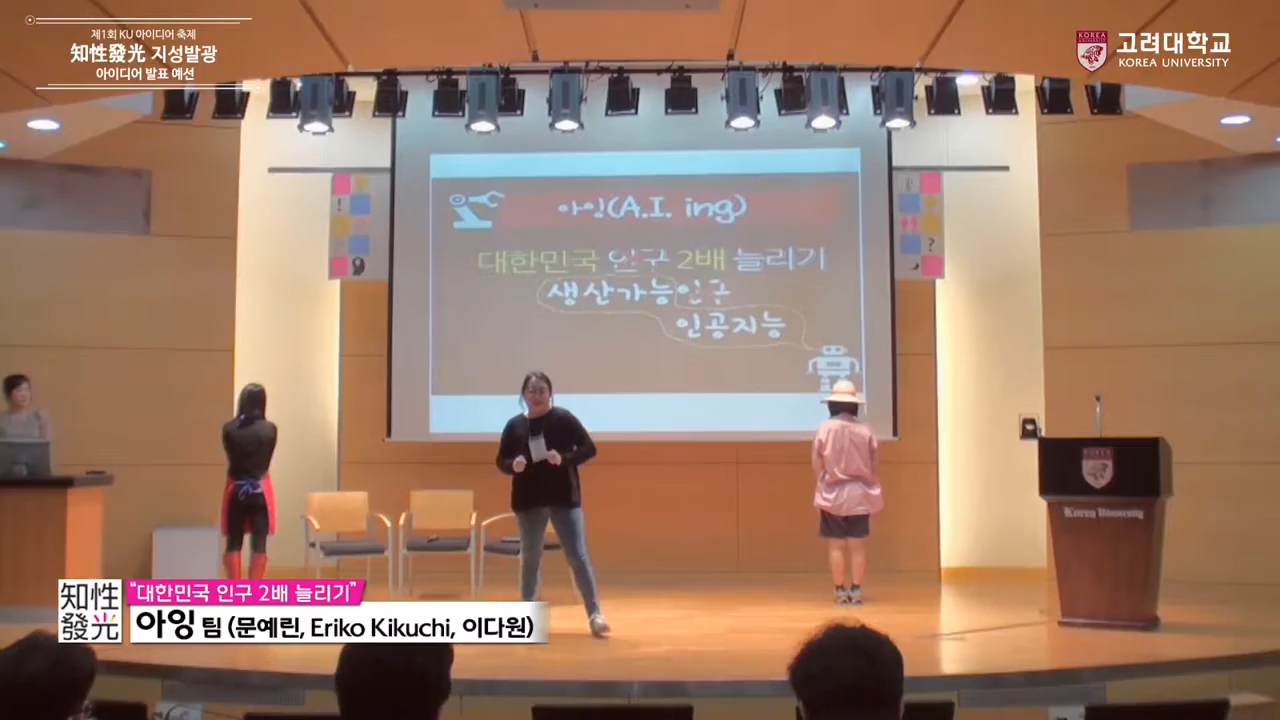 제1회 KU 아이디어 축제
知性發光 지성발광
아이디어 발표 예선
KOREA UNIVERSITY
고려대학교
KOREA UNIVERSITY
아잉(A.I. ing)
대한민국 인구 2배 늘리기
생산가능인구
인공지능
!
?
KOREA UNIVERSITY
Korea University
知性發光
“대한민국 인구 2배 늘리기”
아잉 팀 (문예린, Eriko Kikuchi, 이다원)